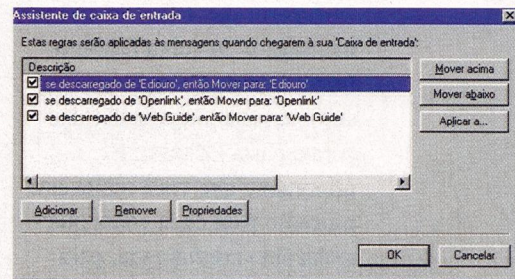 Assistente de caixa de entrada
Estas regras serão aplicadas às mensagens quando chegarem à sua 'Caixa de entrada':
Descrição
se descarregado de 'Ediouro', então Mover para: 'Ediouro'
se descarregado de 'Openlink', então Mover para: 'Openlink'
se descarregado de 'Web Guide', então Mover para: 'Web Guide'
Mover acima
Mover abaixo
Aplicar a...
Adicionar Remover Propriedades
OK Cancelar